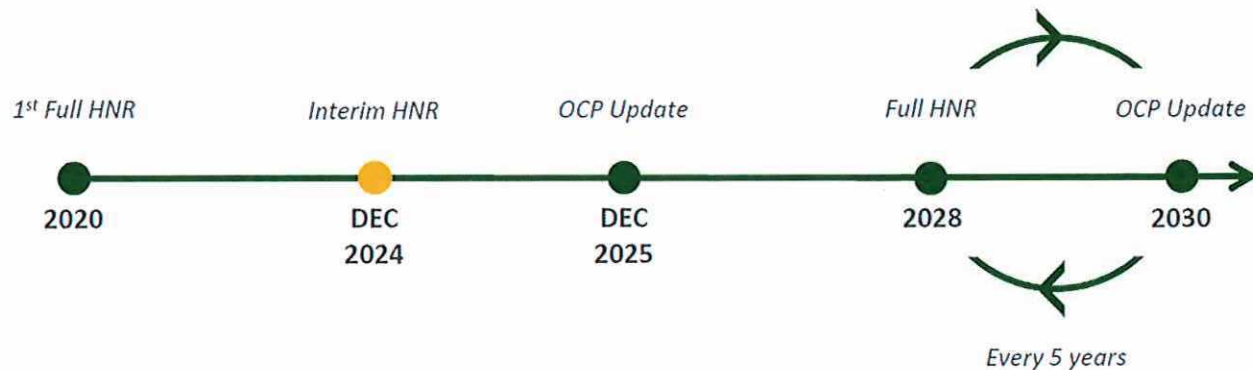 1st Full HNR
Interim HNR
OCP Update
Full HNR
OCP Update
2020
DEC
2024
DEC
2025
2028
2030
Every 5 years